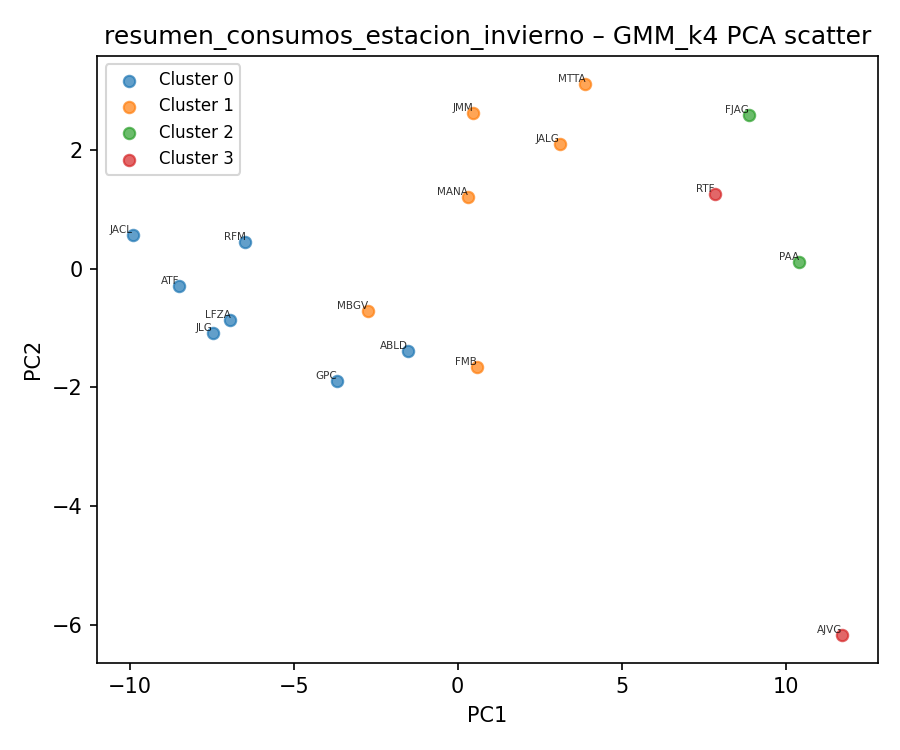 resumen_consumos_estacion_invierno – GMM_k4 PCA scatter
Cluster 0
Cluster 1
Cluster 2
Cluster 3
MTTA
JMM
FJAG
JALG
MANA
RTF
JACL
RFM
PAA
ATF
LFZA
JLG
MBGV
ABLD
FMB
GPC
AJVG
2
0
−2
−4
−6
PC2
−10
−5
0
5
10
PC1